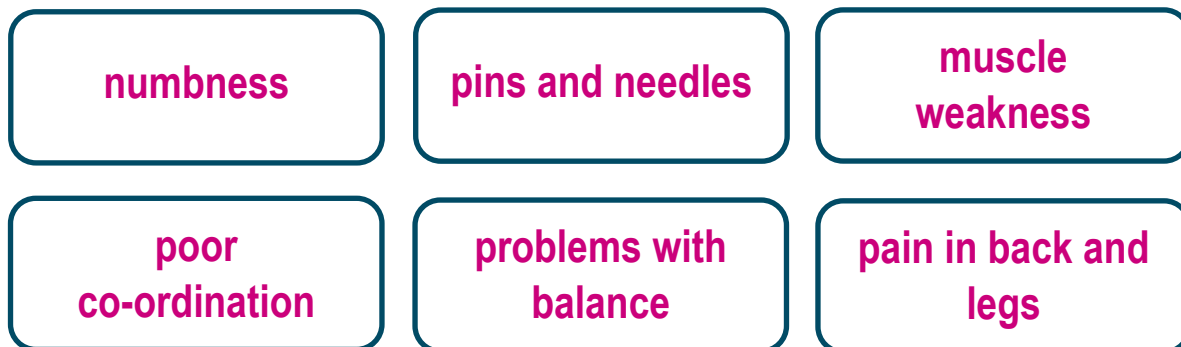 numbness
pins and needles
muscle
weakness
poor
co-ordination
problems with
balance
pain in back and
legs